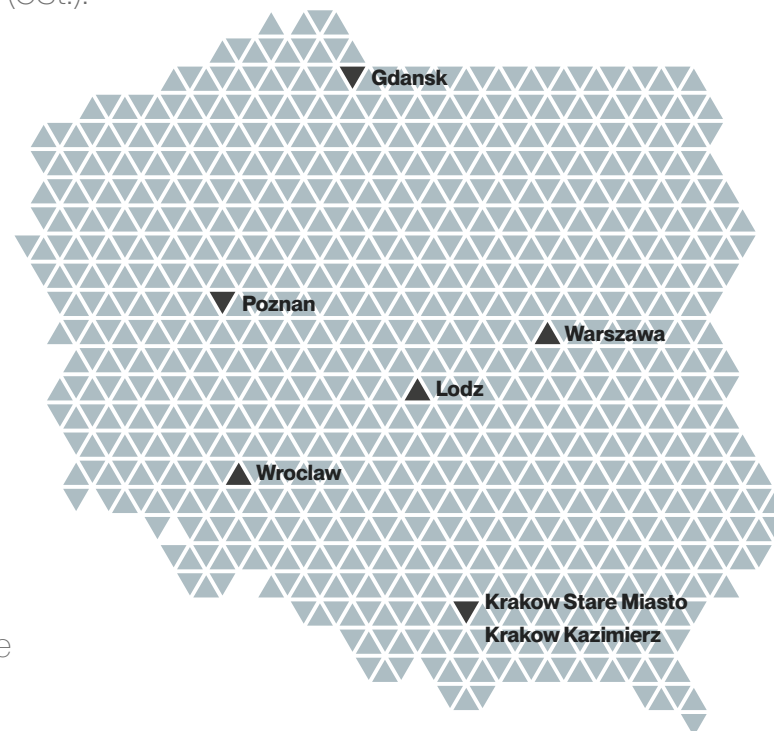 Gdansk
Poznan
Warszawa
Lodz
Wroclaw
Krakow Stare Miasto
Krakow Kazimierz
e